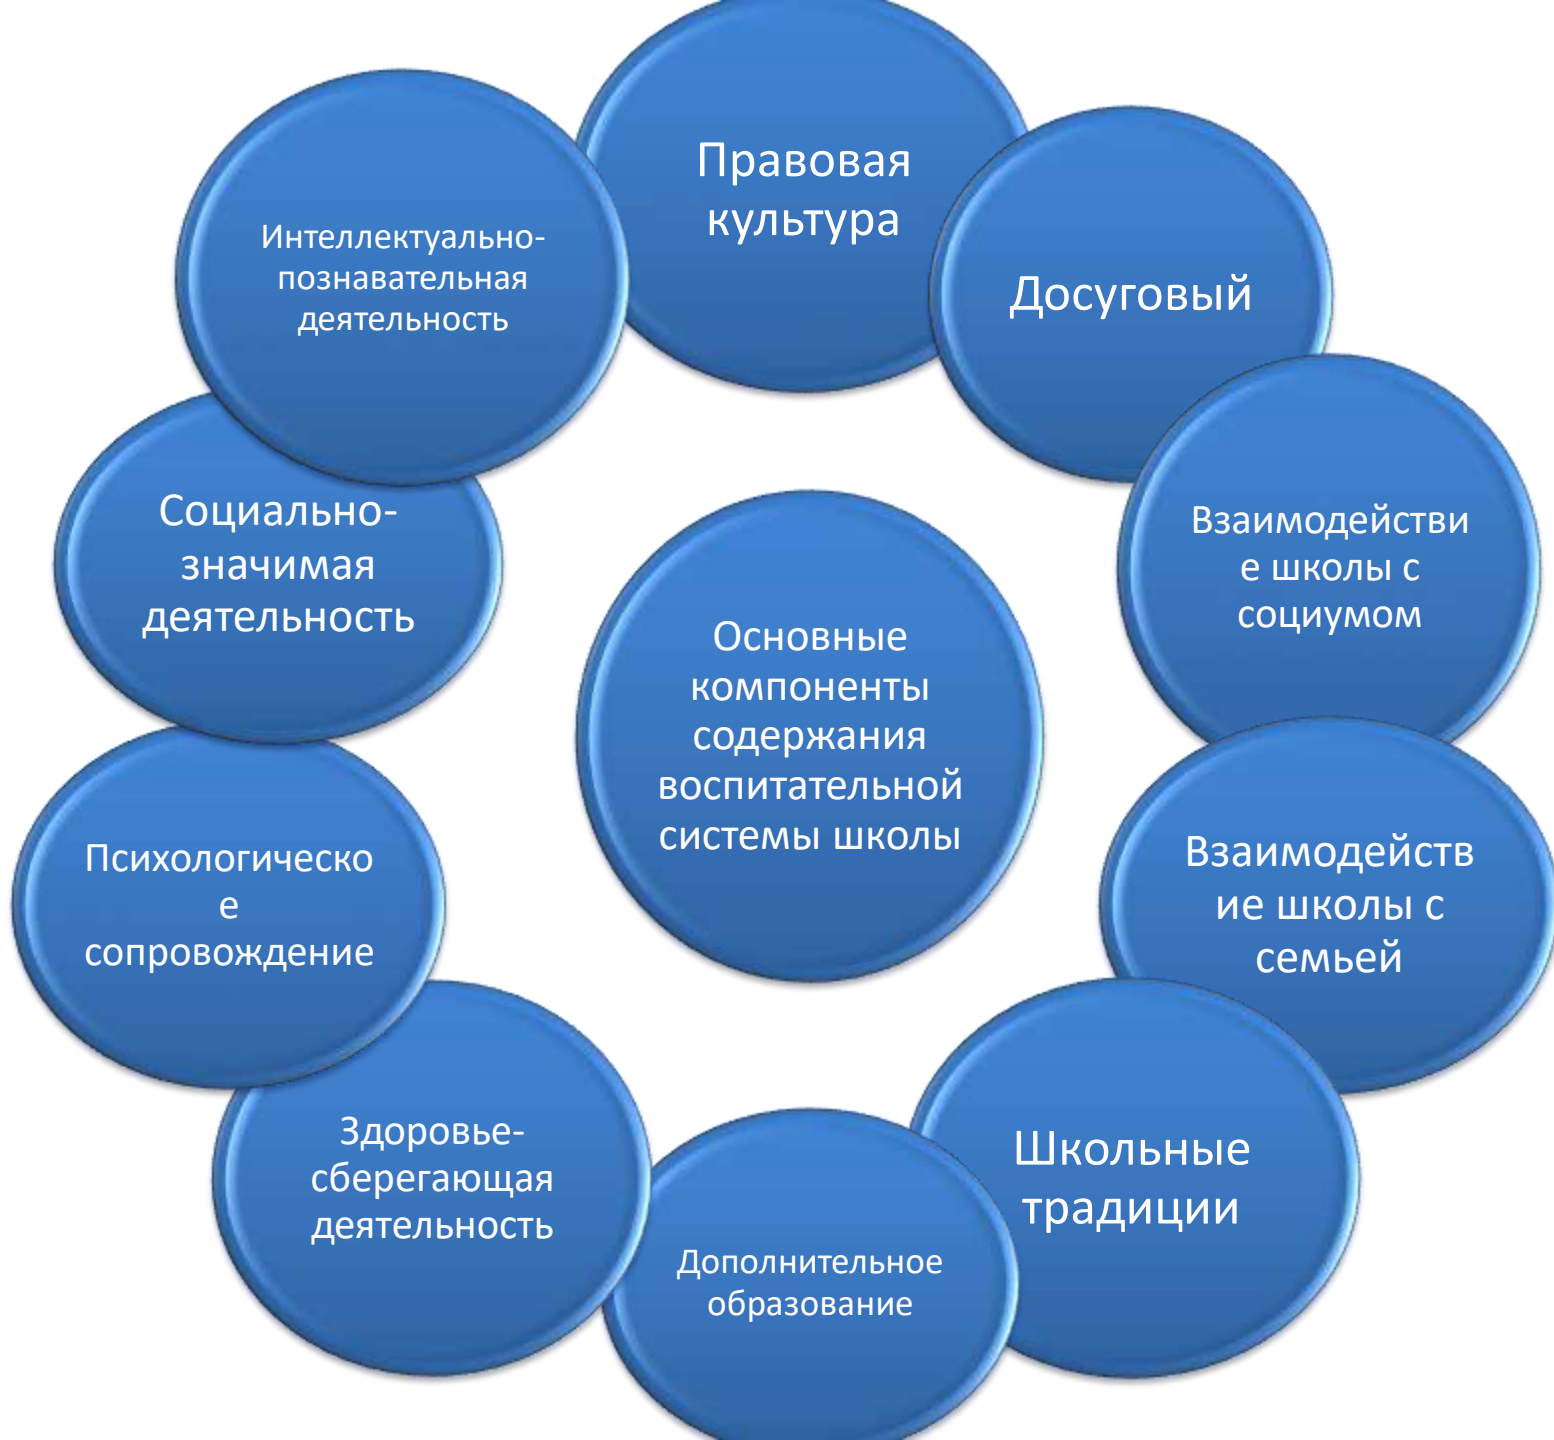 Правовая
культура
Досуговый
Взаимодействи
е школы с
социумом
Взаимодейств
ие школы с
семьей
Школьные
традиции
Дополнительное
образование
Здоровье-
сберегающая
деятельность
Психологическо
е
сопровождение
Социально-
значимая
деятельность
Интеллектуально-
познавательная
деятельность
Основные
компоненты
содержания
воспитательной
системы школы